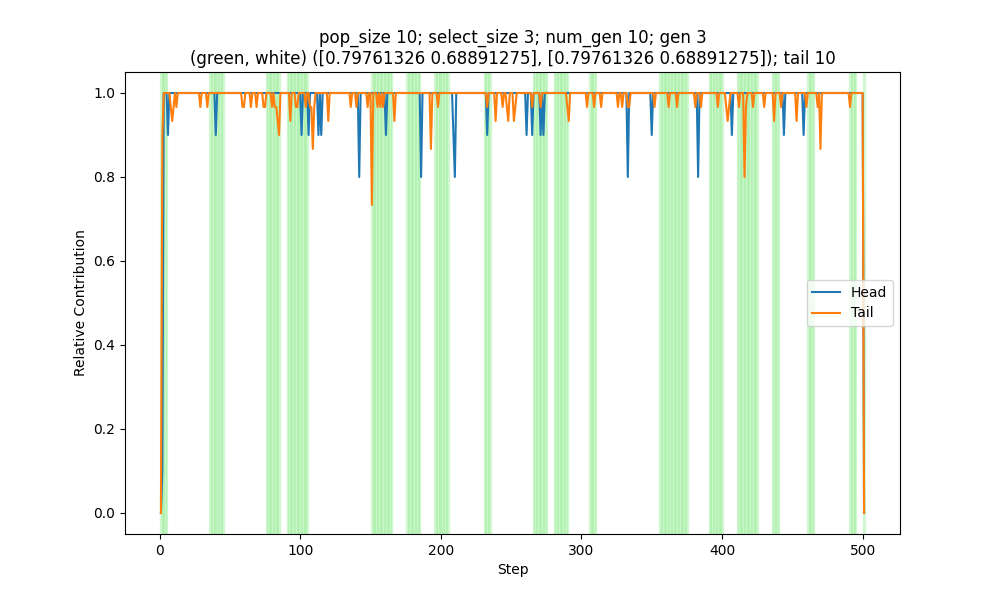 pop_size 10; select_size 3; num_gen 10; gen 3
(green, white) ([0.79761326 0.68891275], [0.79761326 0.68891275]); tail 10
1.0
0.8
0.6
0.4
0.2
0.0
Relative Contribution
Head
Tail
0 100 200 300 400 500
Step